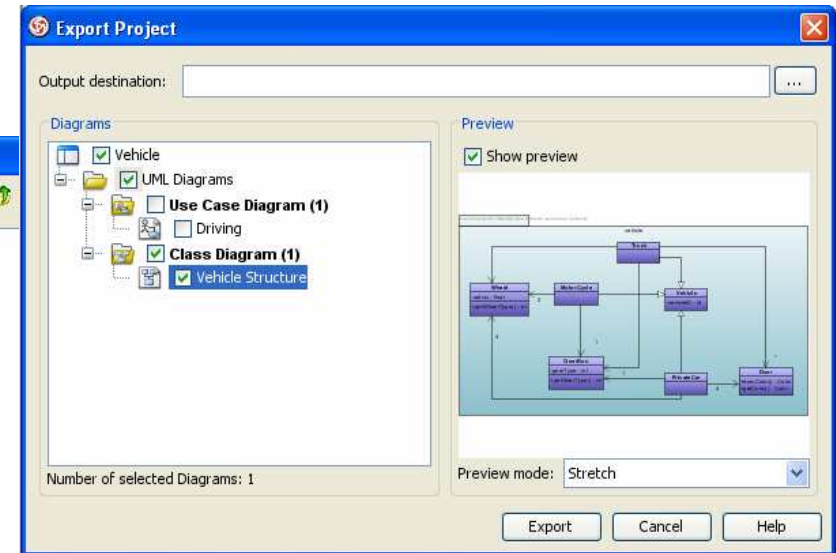 Export Project
Output destination:
...
Diagrams
Vehicle
UML Diagrams
Use Case Diagram (1)
Driving
Class Diagram (1)
Vehicle Structure
Number of selected Diagrams: 1
Preview
Show preview
Truck
Wheel
MotorCycle
Vehicle
GearBox
PrivateCar
Door
Preview mode: Stretch
Export
Cancel
Help